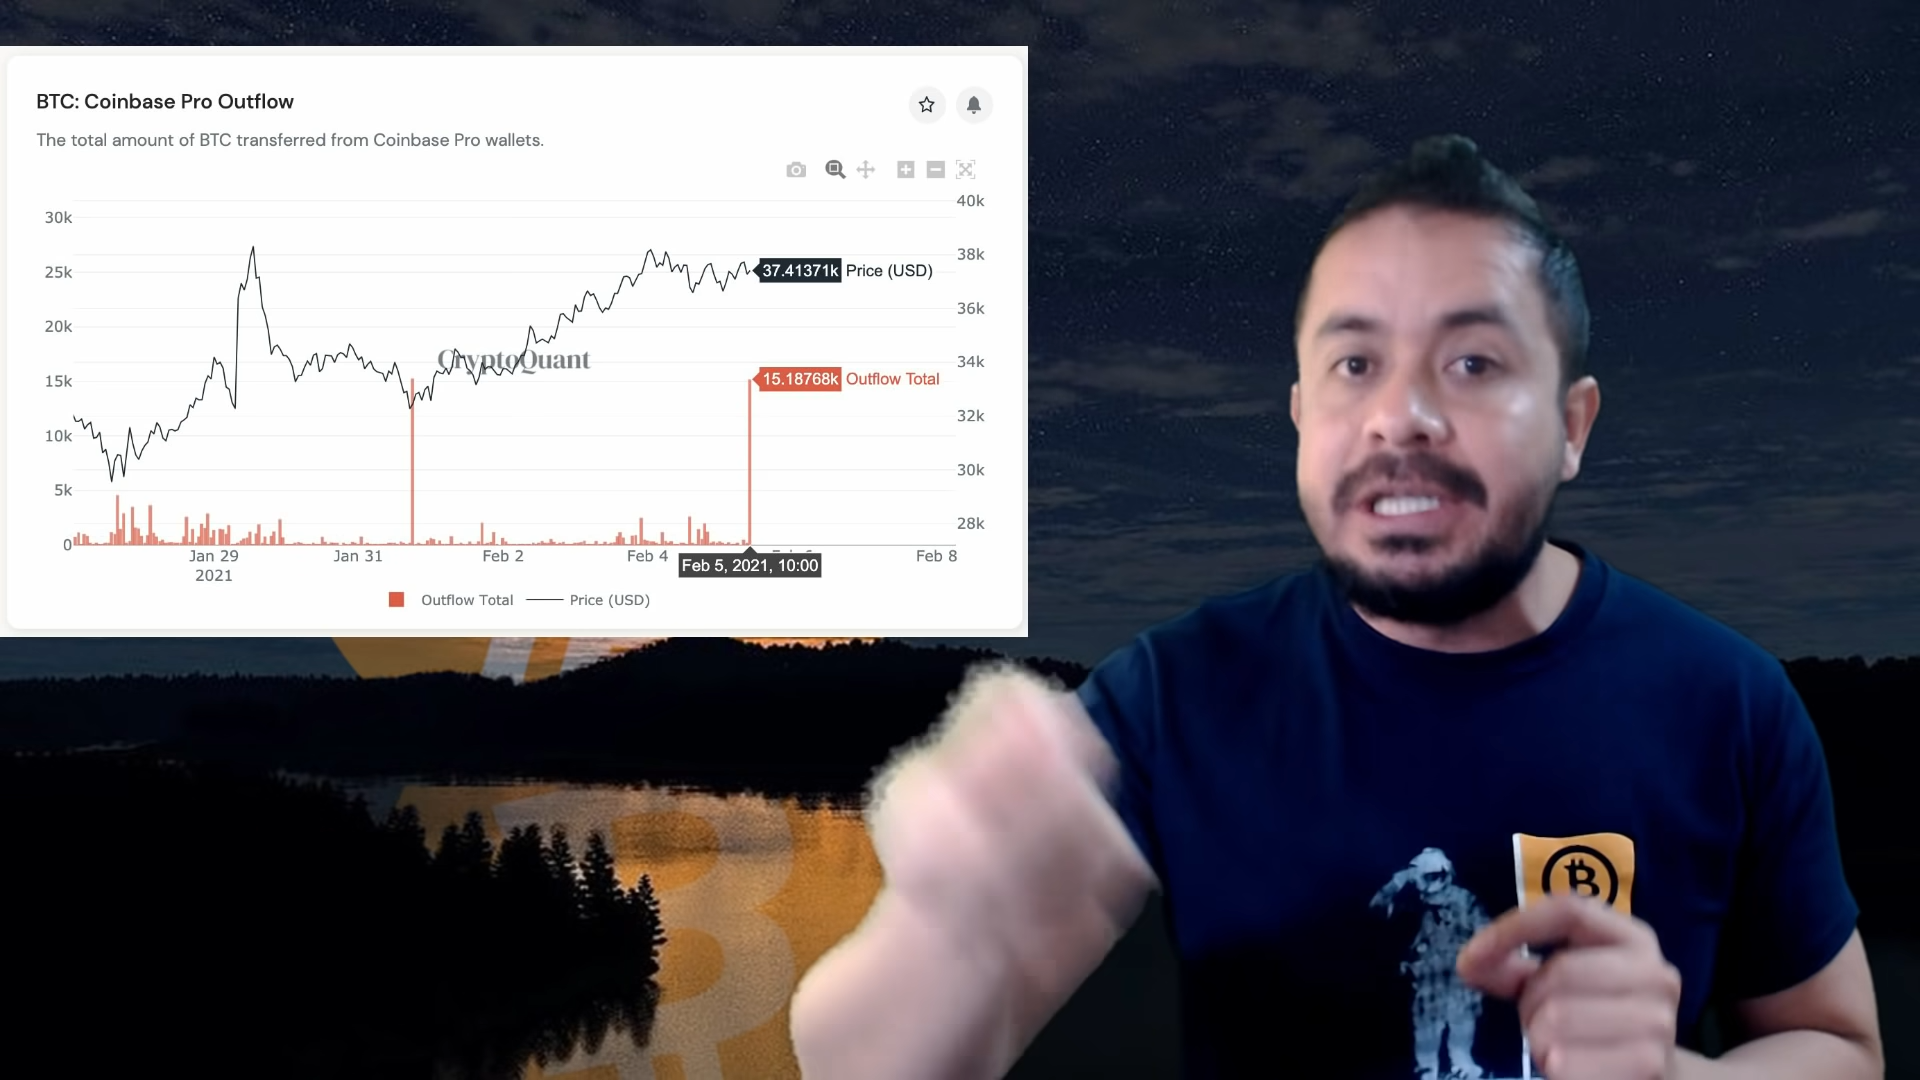 BTC: Coinbase Pro Outflow
The total amount of BTC transferred from Coinbase Pro wallets.
30k
25k
20k
15k
10k
5k
0
40k
38k
36k
34k
32k
30k
28k
37.41371k Price (USD)
CryptoQuant
15.18768k Outflow Total
Jan 29
2021
Jan 31
Feb 2
Feb 4
Feb 5, 2021, 10:00
Feb 8
Outflow Total
Price (USD)